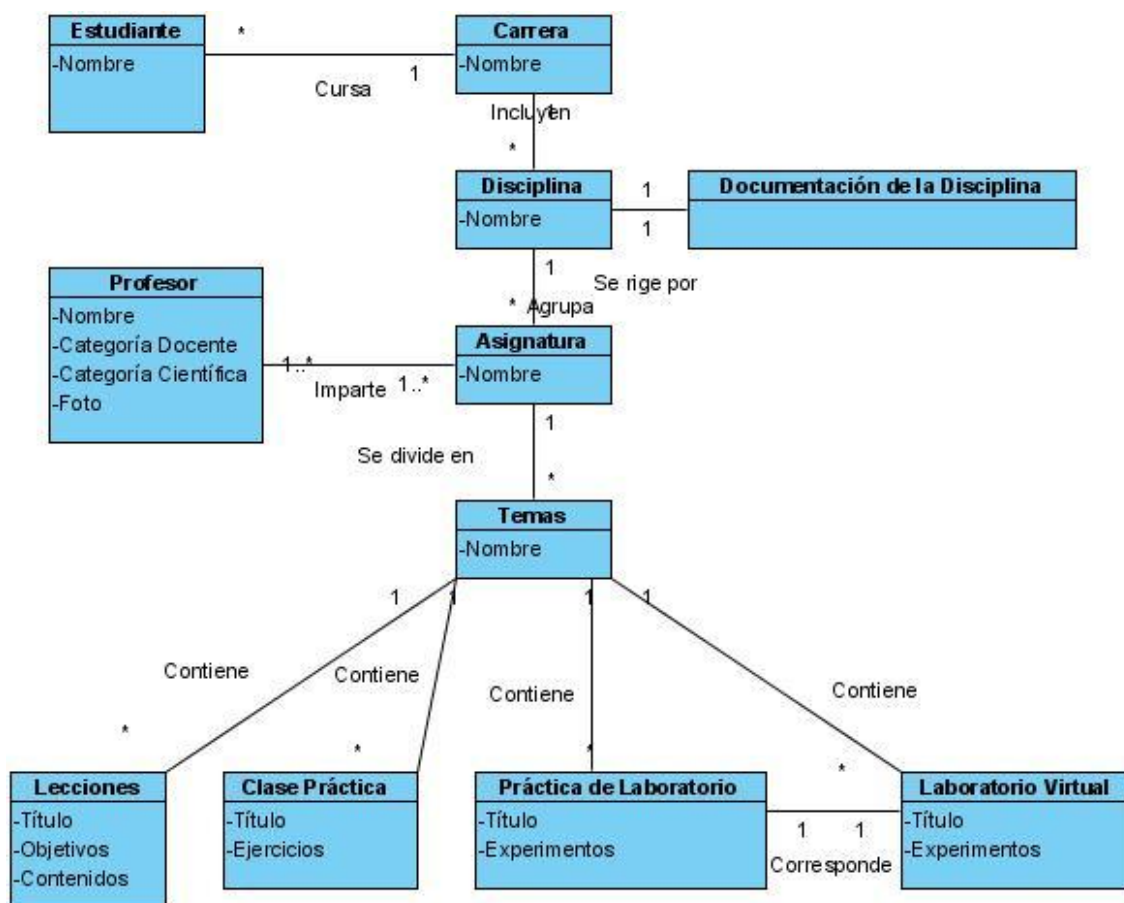 Estudiante
-Nombre
*
1
Cursa
Carrera
-Nombre
1
Incluyen
*
Disciplina
-Nombre
1
1
Se rige por
Documentación de la Disciplina
1
* Agrupa
Profesor
-Nombre
-Categoría Docente
-Categoría Científica
-Foto
1..*
Imparte
1..*
Asignatura
-Nombre
1
Se divide en
*
Temas
-Nombre
1
1
1
1
Contiene
Contiene
Contiene
Contiene
*
*
*
*
Lecciones
-Título
-Objetivos
-Contenidos
Clase Práctica
-Título
-Ejercicios
Práctica de Laboratorio
-Título
-Experimentos
1
1
Corresponde
Laboratorio Virtual
-Título
-Experimentos